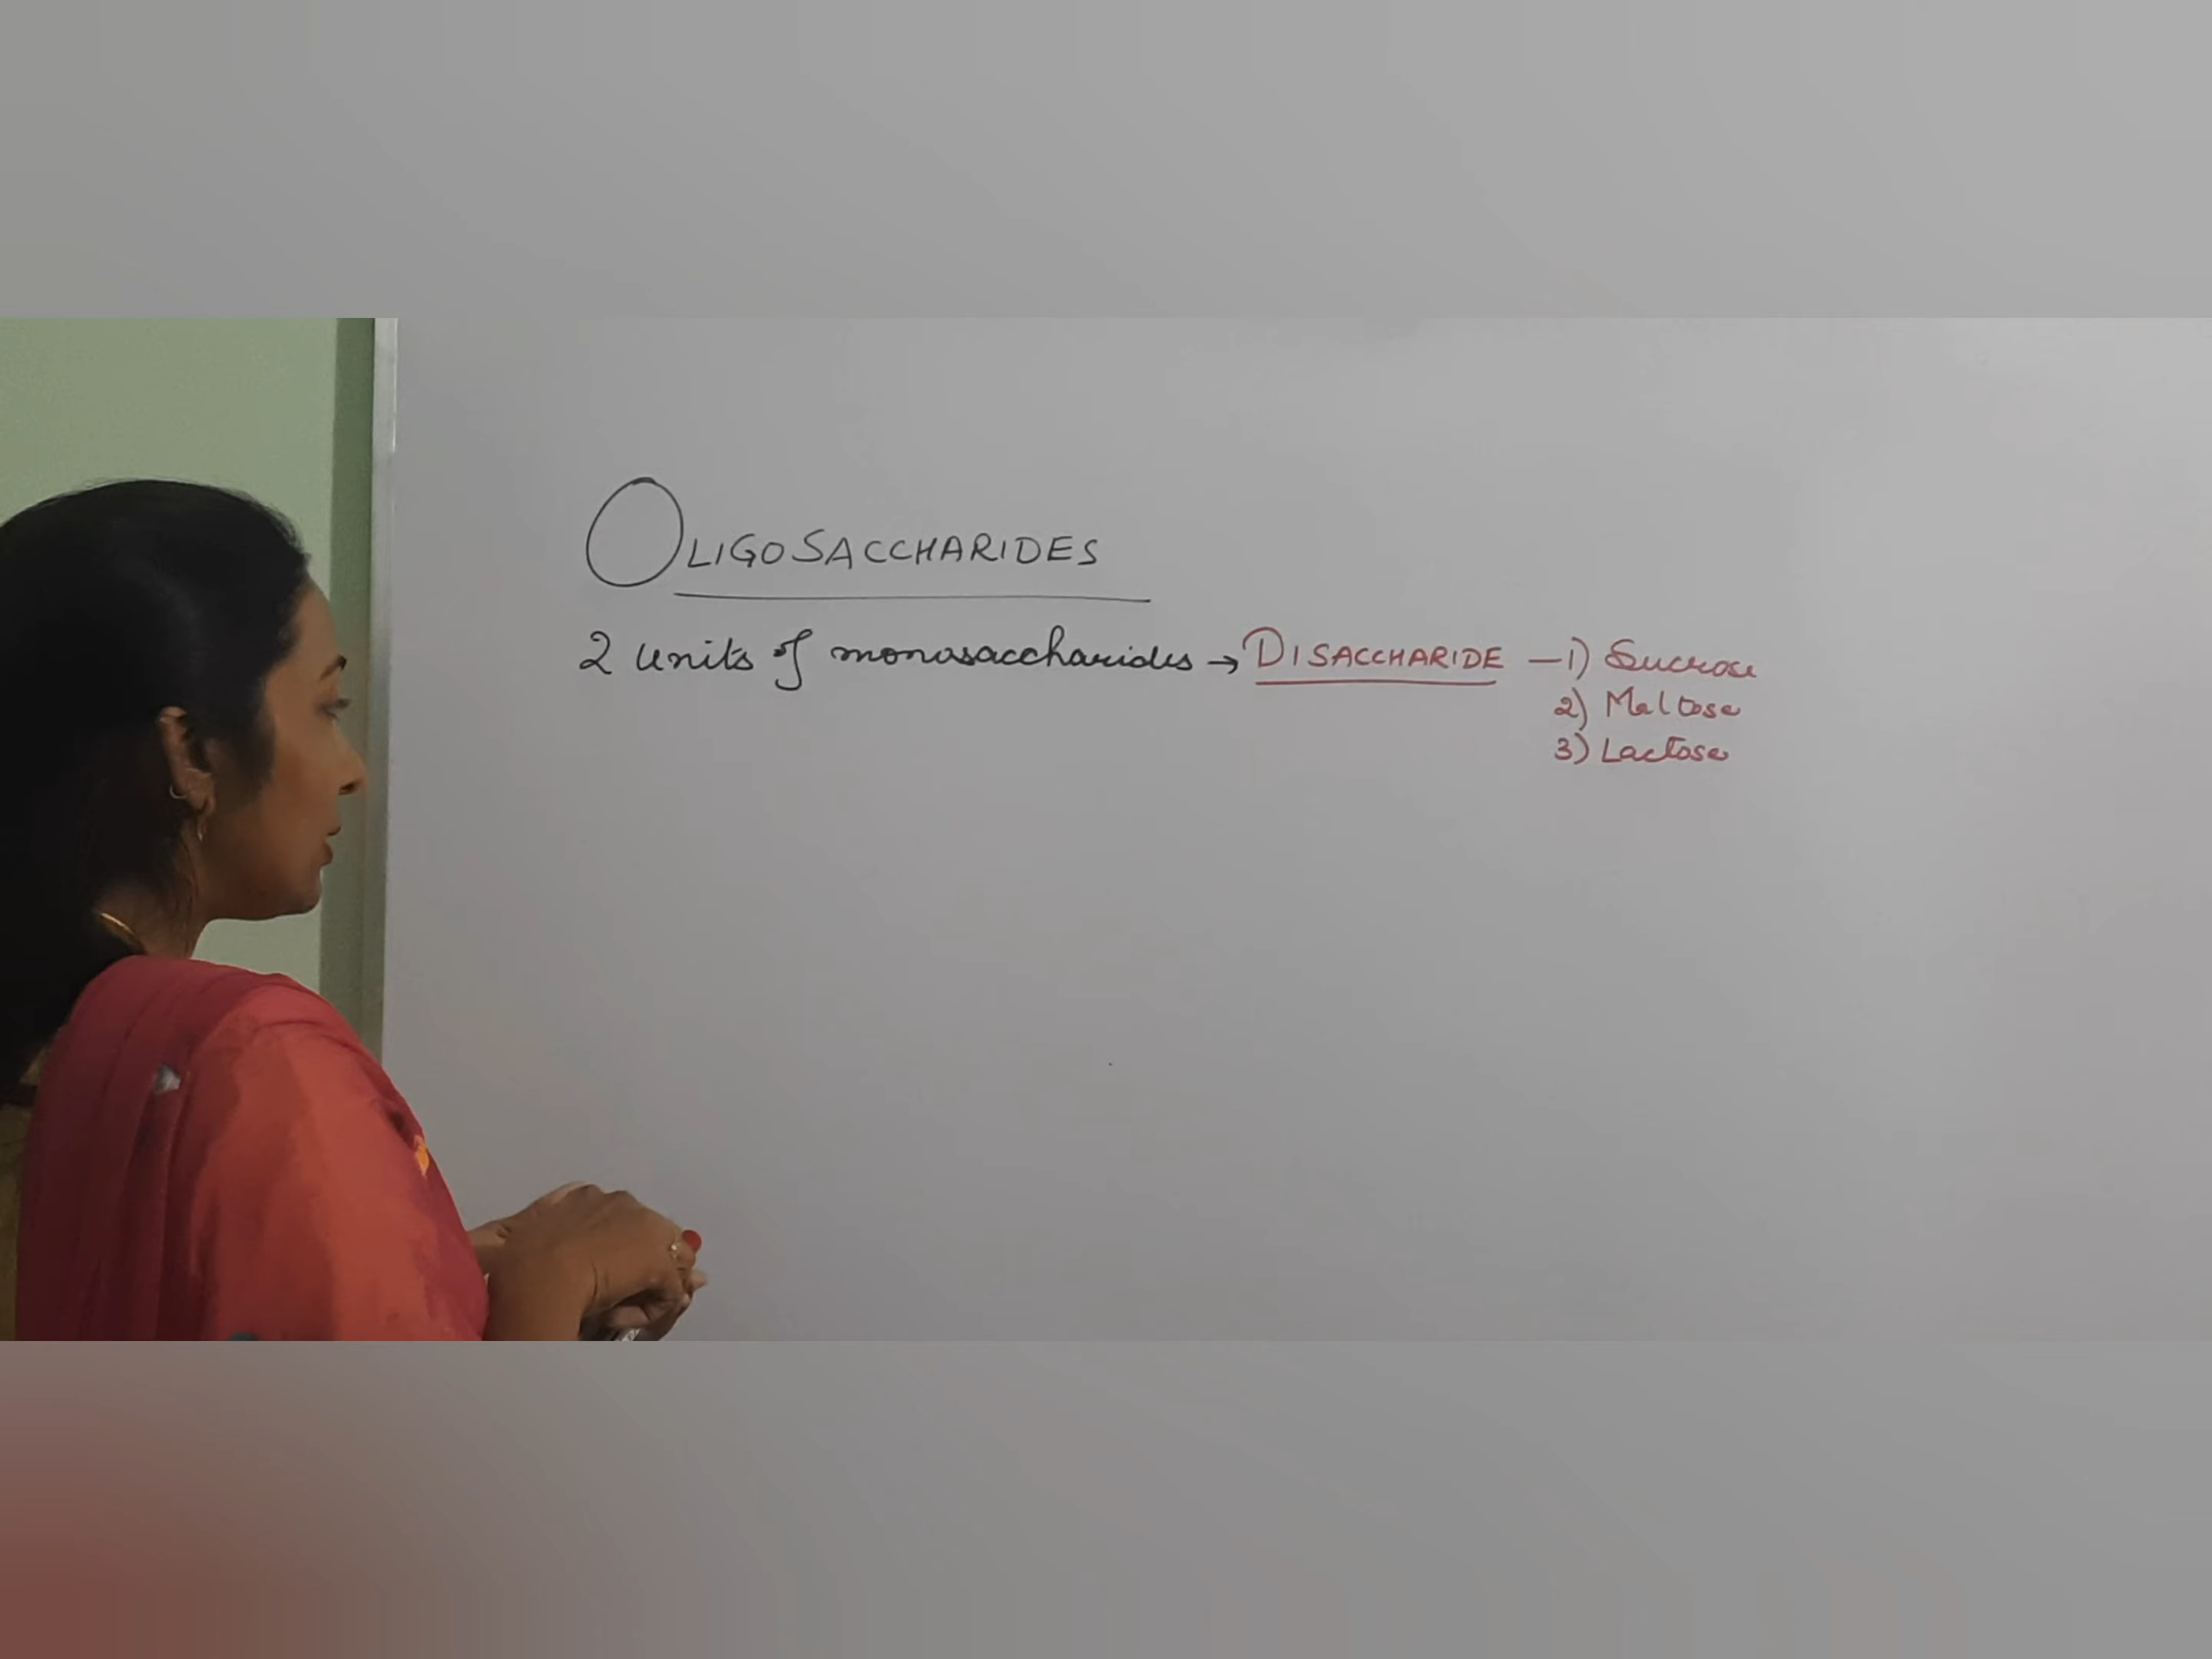 OLIGOSACCHARIDES
2 units of monosaccharides → DISACCHARIDE — 1) Sucrose
2) Maltose
3) Lactose